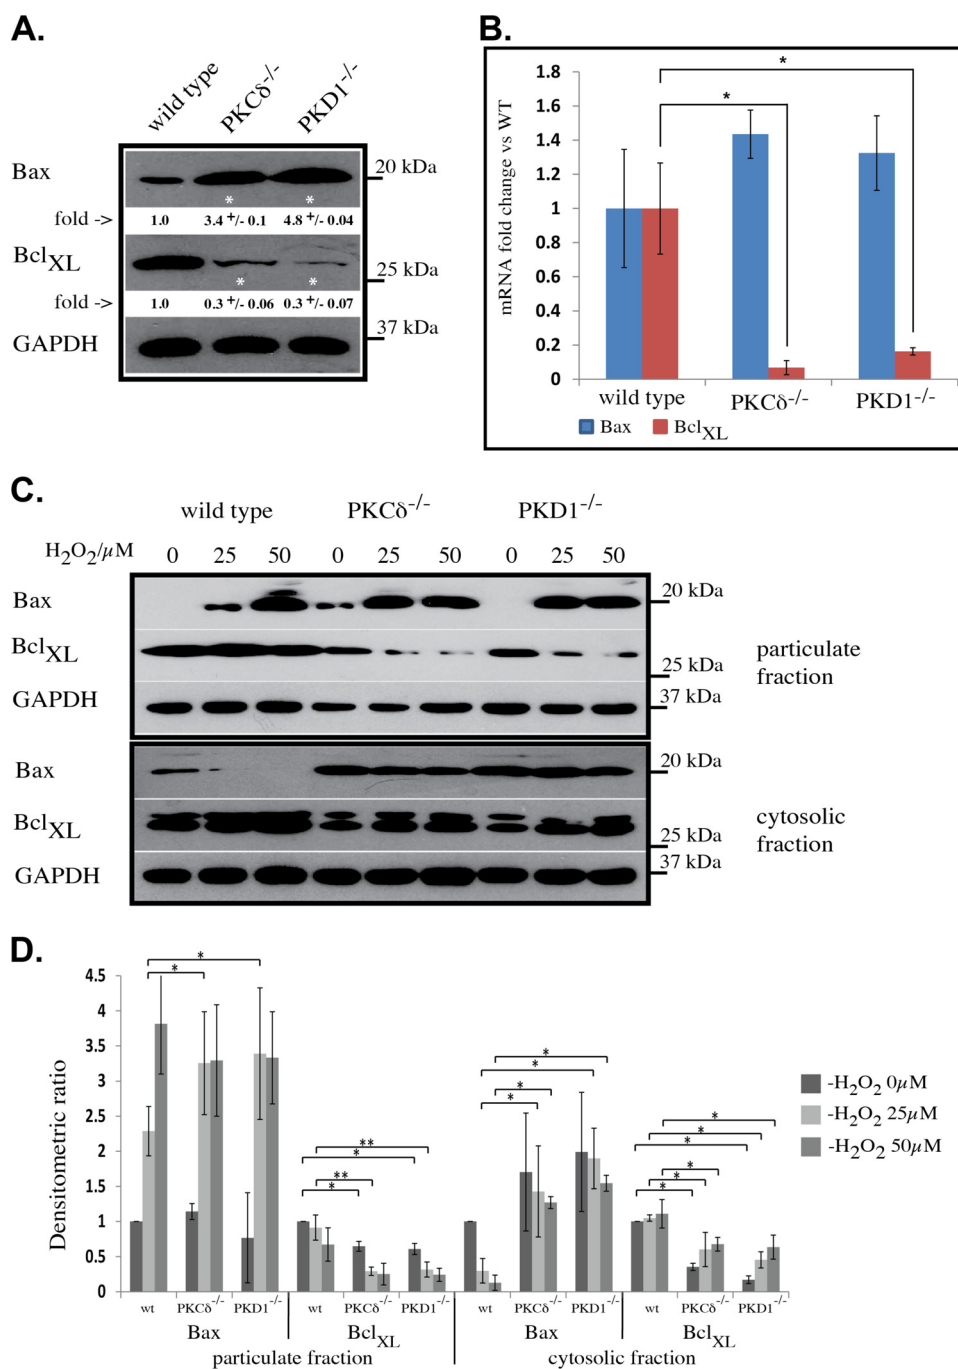 A.
wild type
PKCδ-/-
PKD1-/-
Bax
20 kDa
*
*
fold ->
1.0
3.4 +/- 0.1
4.8 +/- 0.04
BclXL
25 kDa
*
*
fold ->
1.0
0.3 +/- 0.06
0.3 +/- 0.07
GAPDH
37 kDa
B.
mRNA fold change vs WT
1.8
1.6
1.4
1.2
1
0.8
0.6
0.4
0.2
0
*
*
wild type
PKCδ-/-
PKD1-/-
Bax
BclXL
C.
wild type
PKCδ-/-
PKD1-/-
H2O2/μM
0
25
50
0
25
50
0
25
50
Bax
20 kDa
BclXL
25 kDa
GAPDH
37 kDa
particulate
fraction
Bax
20 kDa
BclXL
25 kDa
GAPDH
37 kDa
cytosolic
fraction
D.
Densitometric ratio
4.5
4
3.5
3
2.5
2
1.5
1
0.5
0
*
*
**
*
**
*
*
*
*
*
*
*
*
*
*
*
-H2O2 0μM
-H2O2 25μM
-H2O2 50μM
wt
PKCδ-/-
PKD1-/-
wt
PKCδ-/-
PKD1-/-
wt
PKCδ-/-
PKD1-/-
wt
PKCδ-/-
PKD1-/-
Bax
BclXL
Bax
BclXL
particulate fraction
cytosolic fraction